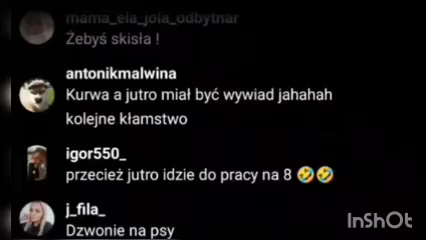 mama_ela_jola_odbytnar
Żebyś skisła !
antonikmalwina
Kurwa a jutro miał być wywiad jahahah
kolejne kłamstwo
igor550_
przecież jutro idzie do pracy na 8 🤣🤣
j_fila_
Dzwonie na psy
InShOt